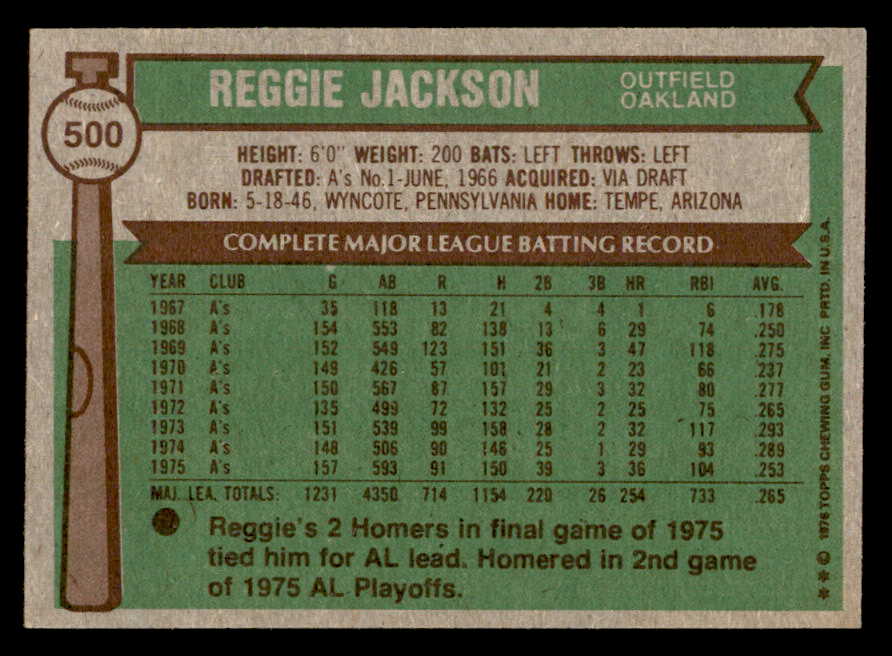 500
REGGIE JACKSON
OUTFIELD
OAKLAND
HEIGHT: 6'0" WEIGHT: 200 BATS: LEFT THROWS: LEFT
DRAFTED: A's No.1-JUNE, 1966 ACQUIRED: VIA DRAFT
BORN: 5-18-46, WYNCOTE, PENNSYLVANIA HOME: TEMPE, ARIZONA
COMPLETE MAJOR LEAGUE BATTING RECORD
YEAR CLUB G AB R H 2B 3B HR RBI AVG.
1967 A's 35 118 13 21 4 4 1 6 .178
1968 A's 154 553 82 138 13 6 29 74 .250
1969 A's 152 549 123 151 36 3 47 118 .275
1970 A's 149 426 57 101 21 2 23 66 .237
1971 A's 150 567 87 157 29 3 32 80 .277
1972 A's 135 499 72 132 25 2 25 75 .265
1973 A's 151 539 99 158 28 2 32 117 .293
1974 A's 148 506 90 146 25 1 29 93 .289
1975 A's 157 593 91 150 39 3 36 104 .253
MAJ. LEA. TOTALS: 1231 4350 714 1154 220 26 254 733 .265
Reggie's 2 Homers in final game of 1975
tied him for AL lead. Homered in 2nd game
of 1975 AL Playoffs.
***© 1976 TOPPS CHEWING GUM, INC PRTD. IN U.S.A.